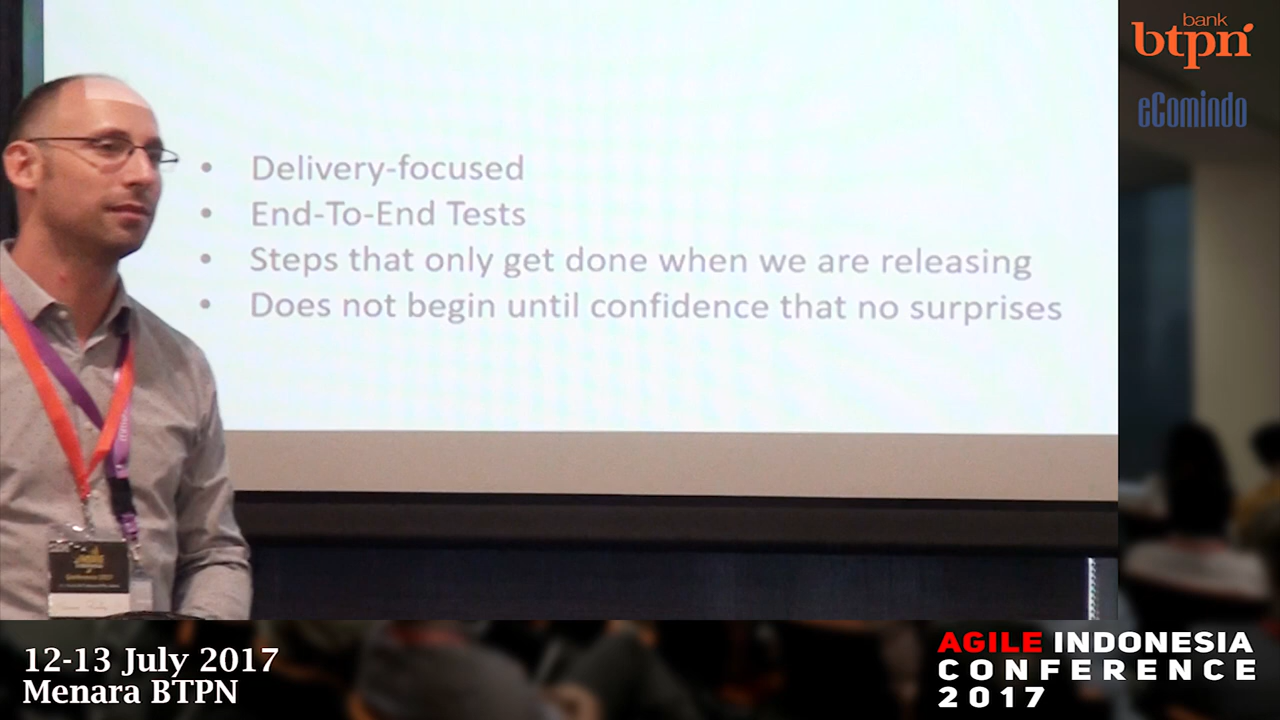 • Delivery-focused
• End-To-End Tests
• Steps that only get done when we are releasing
• Does not begin until confidence that no surprises
bank
btpn
eComindo
12-13 July 2017
Menara BTPN
AGILE INDONESIA
CONFERENCE
2017